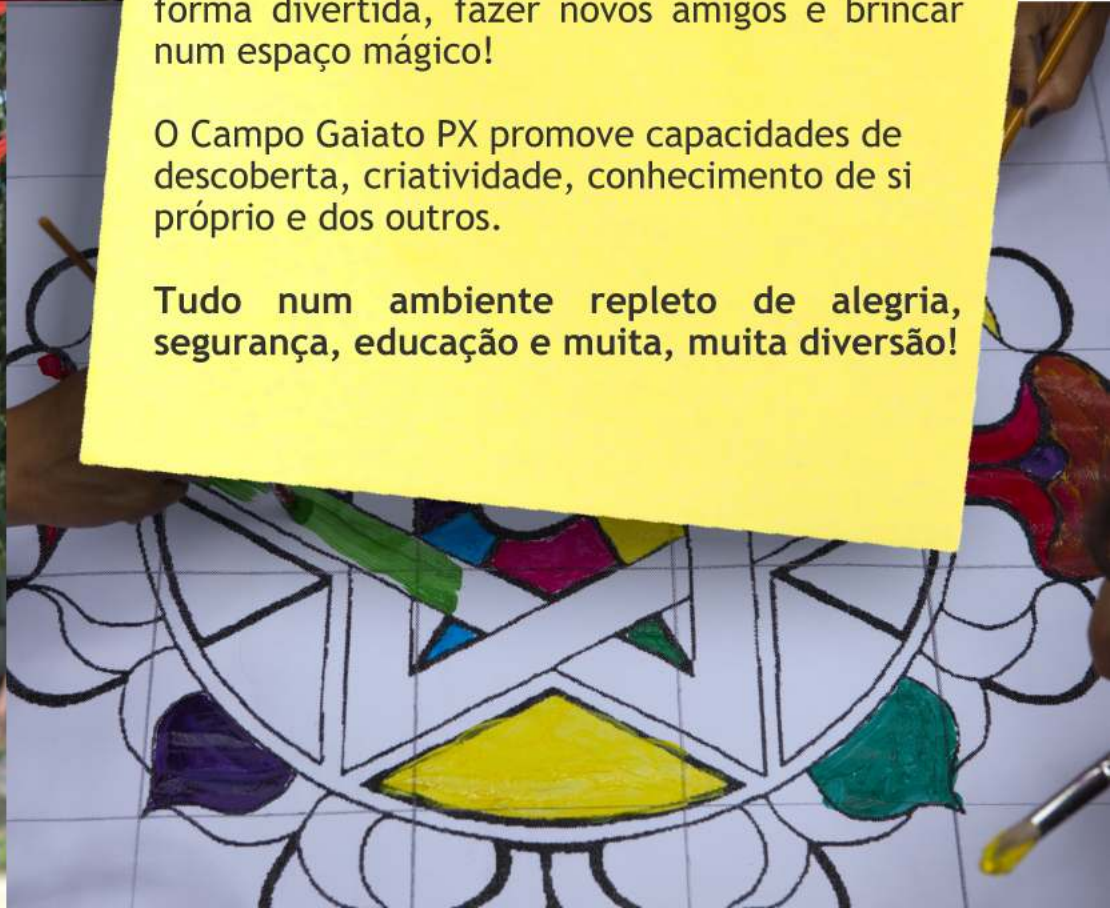 forma divertida, fazer novos amigos e brincar
num espaço mágico!
O Campo Gaiato PX promove capacidades de
descoberta, criatividade, conhecimento de si
próprio e dos outros.
Tudo num ambiente repleto de alegria,
segurança, educação e muita, muita diversão!